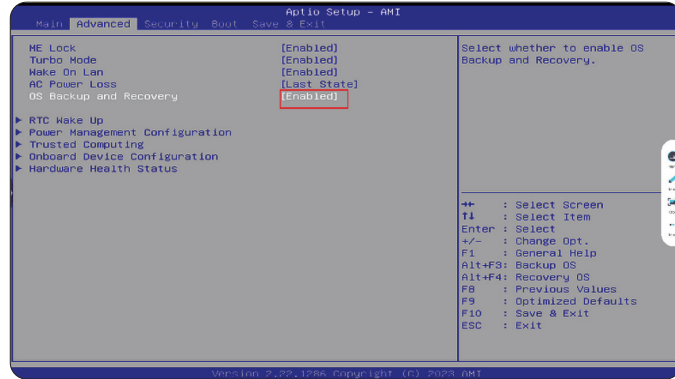 Aptio Setup - AMI
Main Advanced Security Boot Save & Exit
ME Lock [Enabled]
Turbo Mode [Enabled]
Wake On Lan [Enabled]
AC Power Loss [Last State]
OS Backup and Recovery [Enabled]
▶ RTC Wake Up
▶ Power Management Configuration
▶ Trusted Computing
▶ Onboard Device Configuration
▶ Hardware Health Status
Select whether to enable OS
Backup and Recovery.
→←: Select Screen
↑↓ : Select Item
Enter : Select
+/- : Change Opt.
F1 : General Help
Alt+F3: Backup OS
Alt+F4: Recovery OS
F8 : Previous Values
F9 : Optimized Defaults
F10 : Save & Exit
ESC : Exit
Version 2.22.1286 Copyright (C) 2023 AMI